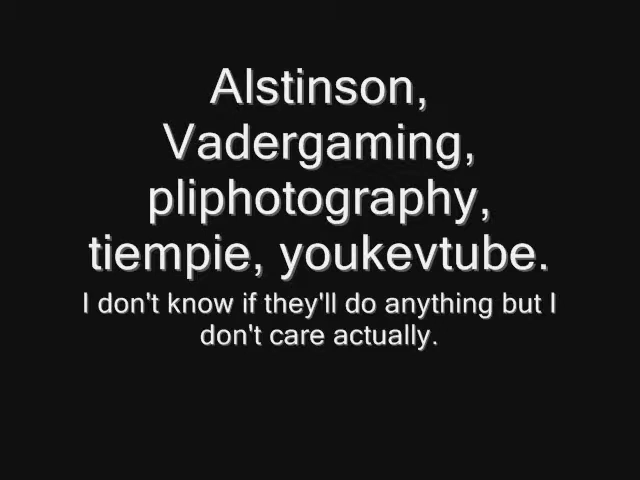 Alstinson,
Vadergaming,
pliphotography,
tiempie, youkevtube.
I don't know if they'll do anything but I
don't care actually.